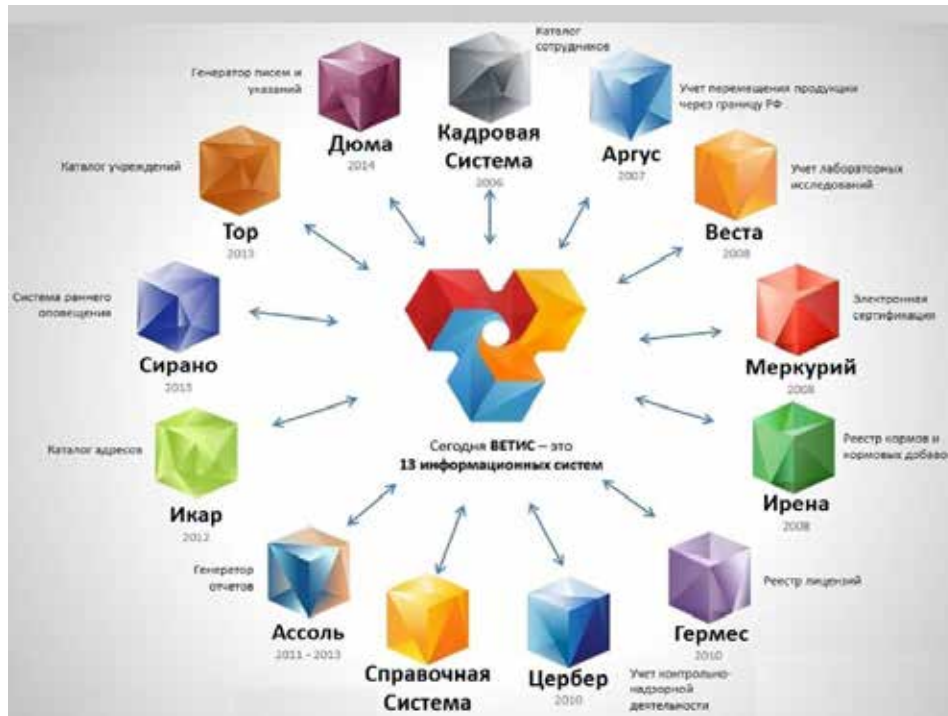 Каталог
сотрудников
Кадровая
Система
2006
Учет перемещения продукции
через границу РФ
Аргус
2007
Учет лабораторных
исследований
Веста
2008
Электронная
сертификация
Меркурий
2008
Реестр кормов и
кормовых добаво
Ирена
2008
Реестр лицензий
Гермес
2010
Цербер
2010
Учет контрольно-
надзорной
деятельности
Справочная
Система
Генератор
отчетов
Ассоль
2011 - 2013
Каталог адресов
Икар
2012
Система раннего
оповещения
Сирано
2013
Каталог учреждений
Тор
2013
Генератор писем и
указаний
Дюма
2014
Сегодня ВЕТИС – это
13 информационных систем